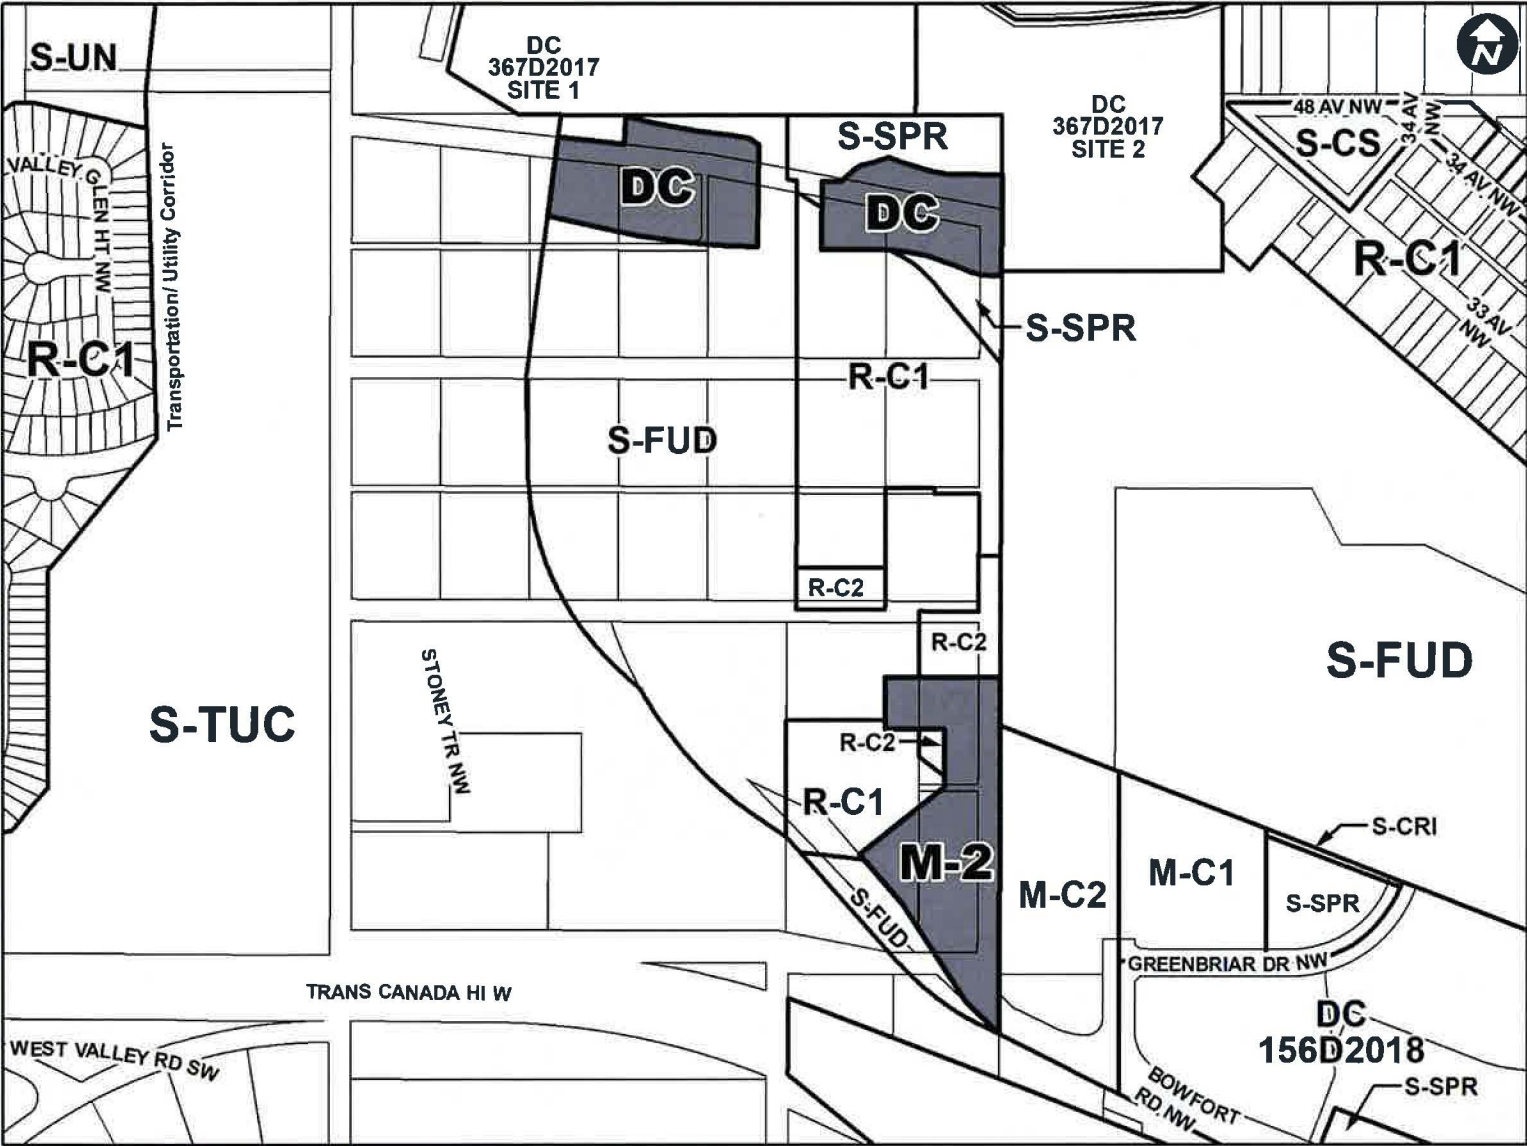 S-UN
DC
367D2017
SITE 1
DC
367D2017
SITE 2
N
48 AV NW
34 AV
NW
S-CS
34 AV NW
S-SPR
DC
DC
VALLEY GLEN HT NW
Transportation/ Utility Corridor
R-C1
33 AV
NW
S-SPR
R-C1
R-C1
S-FUD
R-C2
R-C2
S-FUD
STONEY TR NW
S-TUC
R-C2
R-C1
M-2
S-CRI
M-C1
M-C2
S-SPR
S-FUD
GREENBRIAR DR NW
TRANS CANADA HI W
DC
156D2018
WEST VALLEY RD SW
BOWFORT
RD NW
S-SPR